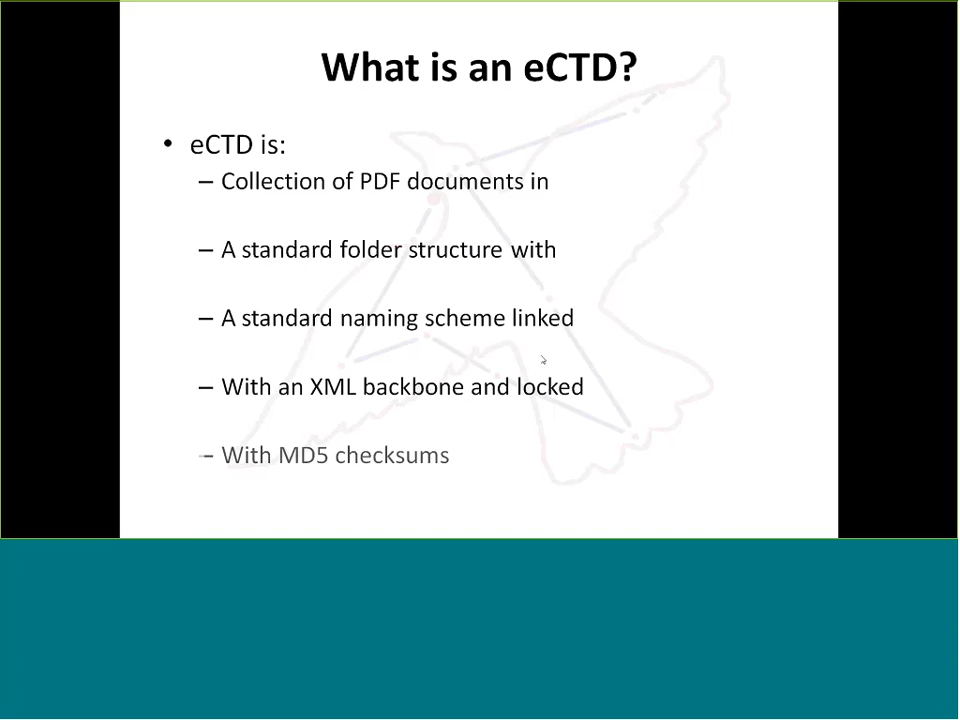 What is an eCTD?
• eCTD is:
– Collection of PDF documents in
– A standard folder structure with
– A standard naming scheme linked
– With an XML backbone and locked
– With MD5 checksums